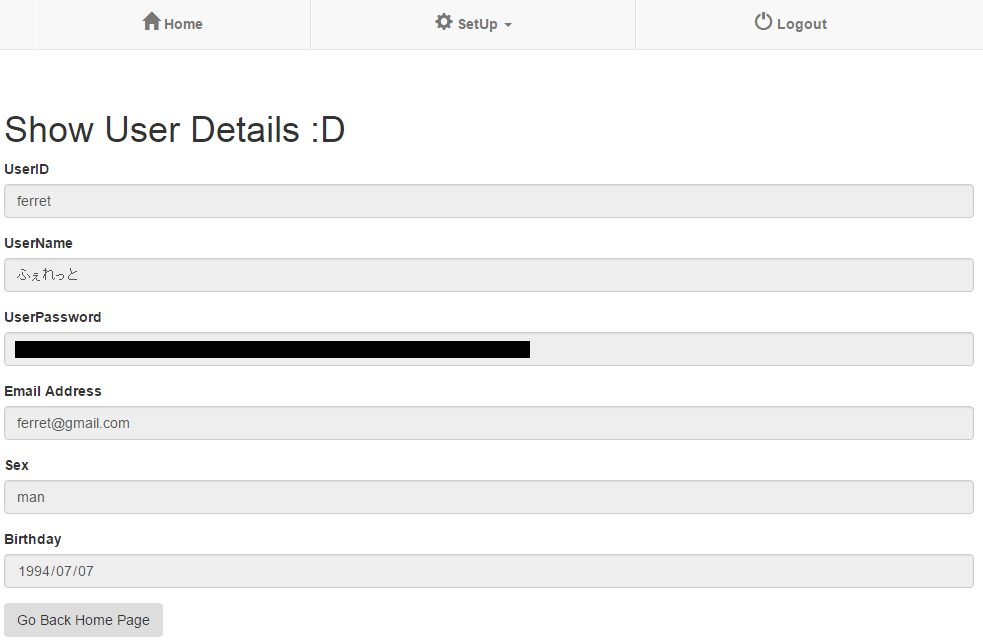 Home
SetUp
Logout
Show User Details :D
UserID
ferret
UserName
ふぇれっと
UserPassword
Email Address
ferret@gmail.com
Sex
man
Birthday
1994/07/07
Go Back Home Page